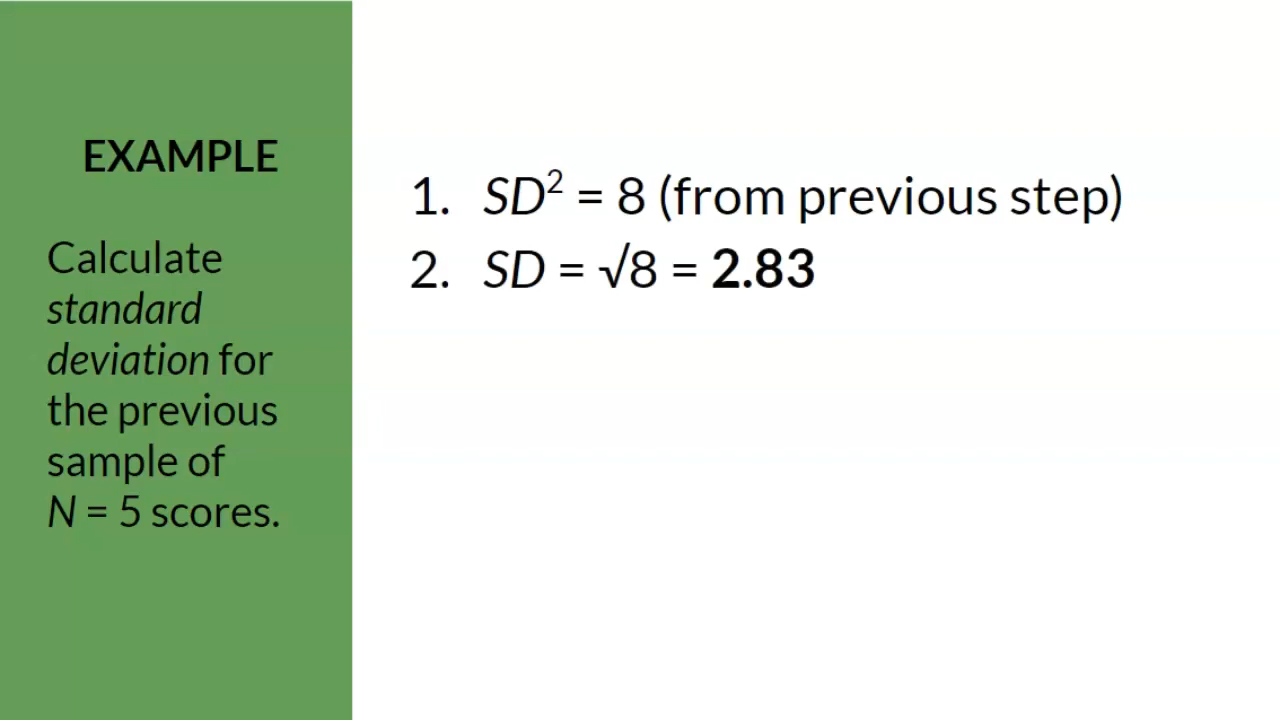 EXAMPLE
Calculate
standard
deviation for
the previous
sample of
N = 5 scores.
1. SD² = 8 (from previous step)
2. SD = √8 = 2.83